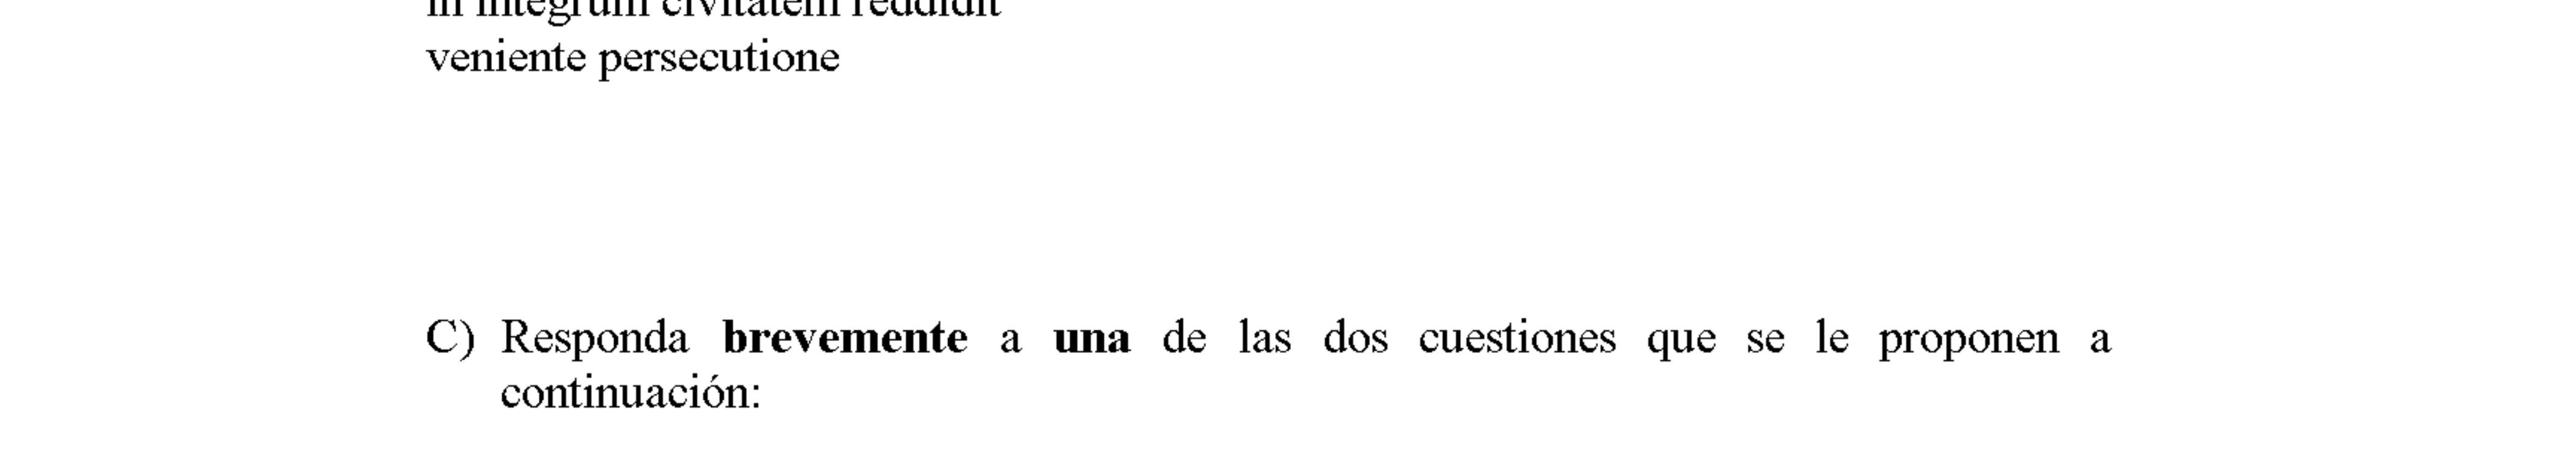 in integrum civitatem reddidit
veniente persecutione
C) Responda brevemente a una de las dos cuestiones que se le proponen a
continuación: